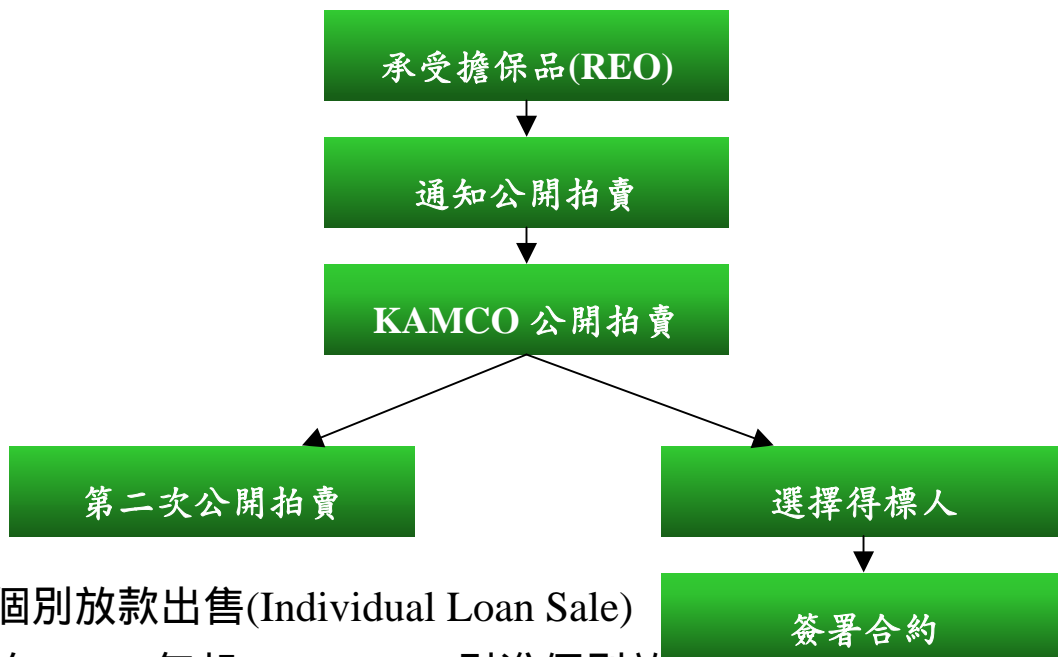 承受擔保品(REO)
通知公開拍賣
KAMCO 公開拍賣
第二次公開拍賣
選擇得標人
個別放款出售(Individual Loan Sale)
簽署合約